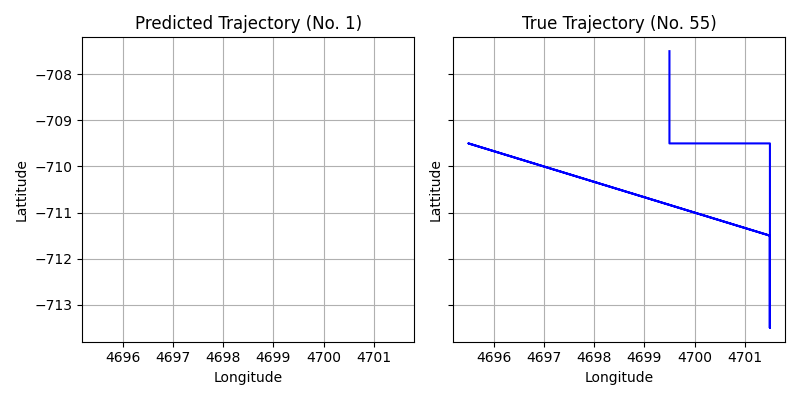 Predicted Trajectory (No. 1)
True Trajectory (No. 55)
−708
−709
−710
−711
−712
−713
Lattitude
4696 4697 4698 4699 4700 4701
Longitude
Lattitude
4696 4697 4698 4699 4700 4701
Longitude